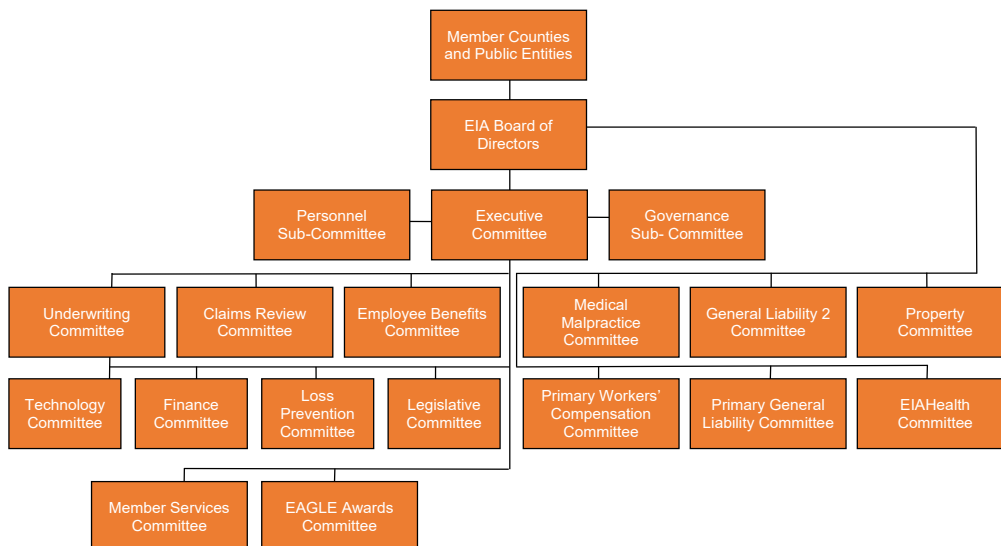 Member Counties
and Public Entities
EIA Board of
Directors
Personnel
Sub-Committee
Executive
Committee
Governance
Sub- Committee
Underwriting
Committee
Claims Review
Committee
Employee Benefits
Committee
Medical
Malpractice
Committee
General Liability 2
Committee
Property
Committee
Technology
Committee
Finance
Committee
Loss
Prevention
Committee
Legislative
Committee
Primary Workers’
Compensation
Committee
Primary General
Liability Committee
EIAHealth
Committee
Member Services
Committee
EAGLE Awards
Committee